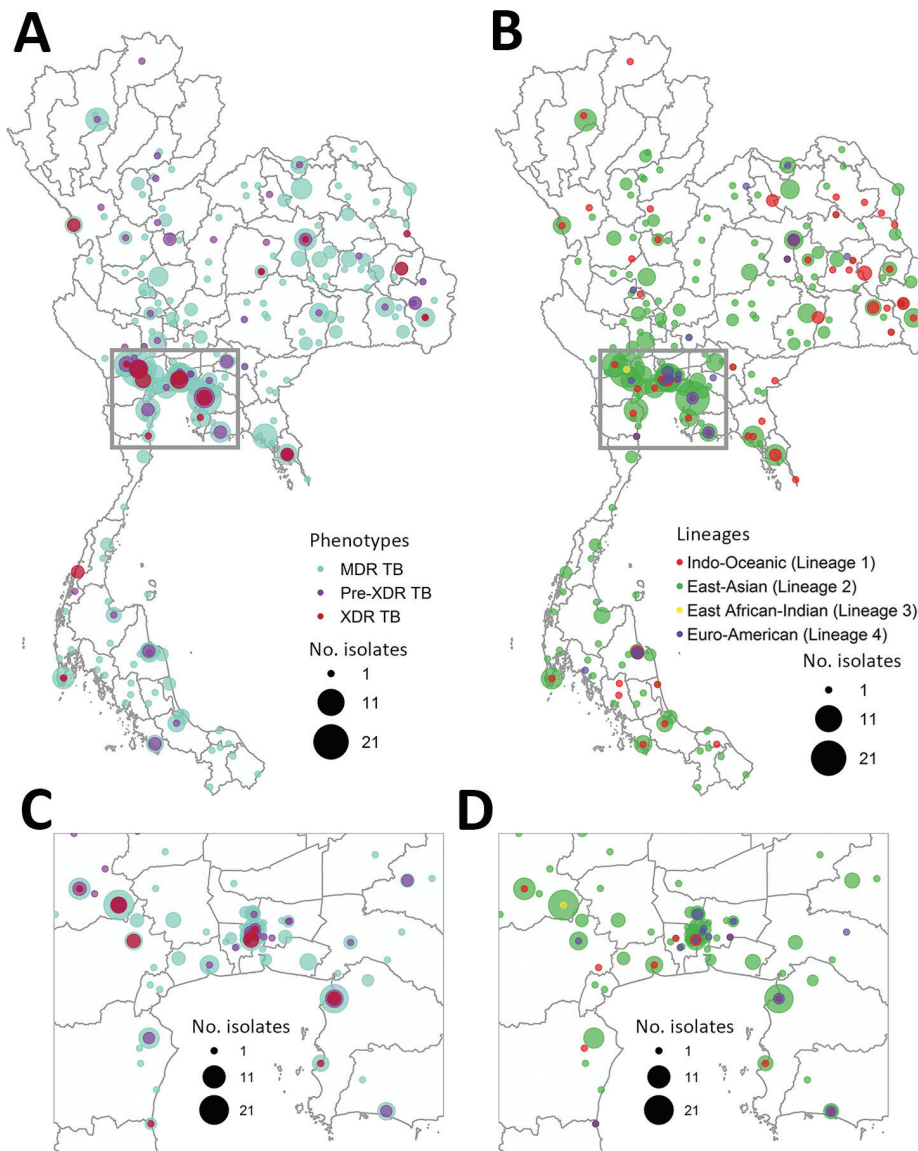 A
B
Phenotypes
MDR TB
Pre-XDR TB
XDR TB
No. isolates
1
11
21
Lineages
Indo-Oceanic (Lineage 1)
East-Asian (Lineage 2)
East African-Indian (Lineage 3)
Euro-American (Lineage 4)
No. isolates
1
11
21
C
D
No. isolates
1
11
21
No. isolates
1
11
21